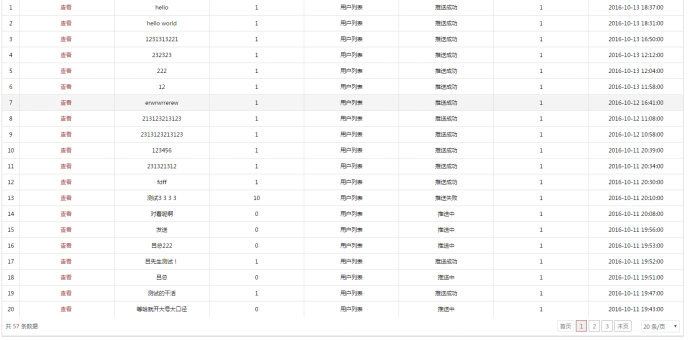 1 查看 hello 1 用户列表 推送成功 1 2016-10-13 18:37:00
2 查看 hello world 1 用户列表 推送成功 1 2016-10-13 18:31:00
3 查看 1231313221 1 用户列表 推送成功 1 2016-10-13 16:50:00
4 查看 232323 1 用户列表 推送成功 1 2016-10-13 12:12:00
5 查看 222 1 用户列表 推送成功 1 2016-10-13 12:04:00
6 查看 12 1 用户列表 推送成功 1 2016-10-13 11:58:00
7 查看 erwrwrrerew 1 用户列表 推送成功 1 2016-10-12 16:41:00
8 查看 213123213123 1 用户列表 推送成功 1 2016-10-12 11:08:00
9 查看 2313123213123 1 用户列表 推送成功 1 2016-10-12 10:58:00
10 查看 123456 1 用户列表 推送成功 1 2016-10-11 20:39:00
11 查看 231321312 1 用户列表 推送成功 1 2016-10-11 20:34:00
12 查看 fdff 1 用户列表 推送成功 1 2016-10-11 20:30:00
13 查看 测试3 3 3 3 10 用户列表 推送失败 1 2016-10-11 20:10:00
14 查看 对着呢啊 0 用户列表 推送中 1 2016-10-11 20:08:00
15 查看 发送 0 用户列表 推送中 1 2016-10-11 19:56:00
16 查看 吕总222 0 用户列表 推送中 1 2016-10-11 19:53:00
17 查看 吕先生测试！ 1 用户列表 推送成功 1 2016-10-11 19:52:00
18 查看 吕总 0 用户列表 推送中 1 2016-10-11 19:51:00
19 查看 测试的干活 1 用户列表 推送成功 1 2016-10-11 19:47:00
20 查看 0 用户列表 推送中 1 2016-10-11 19:43:00
共 57 条数据 首页 1 2 3 末页 20 条/页